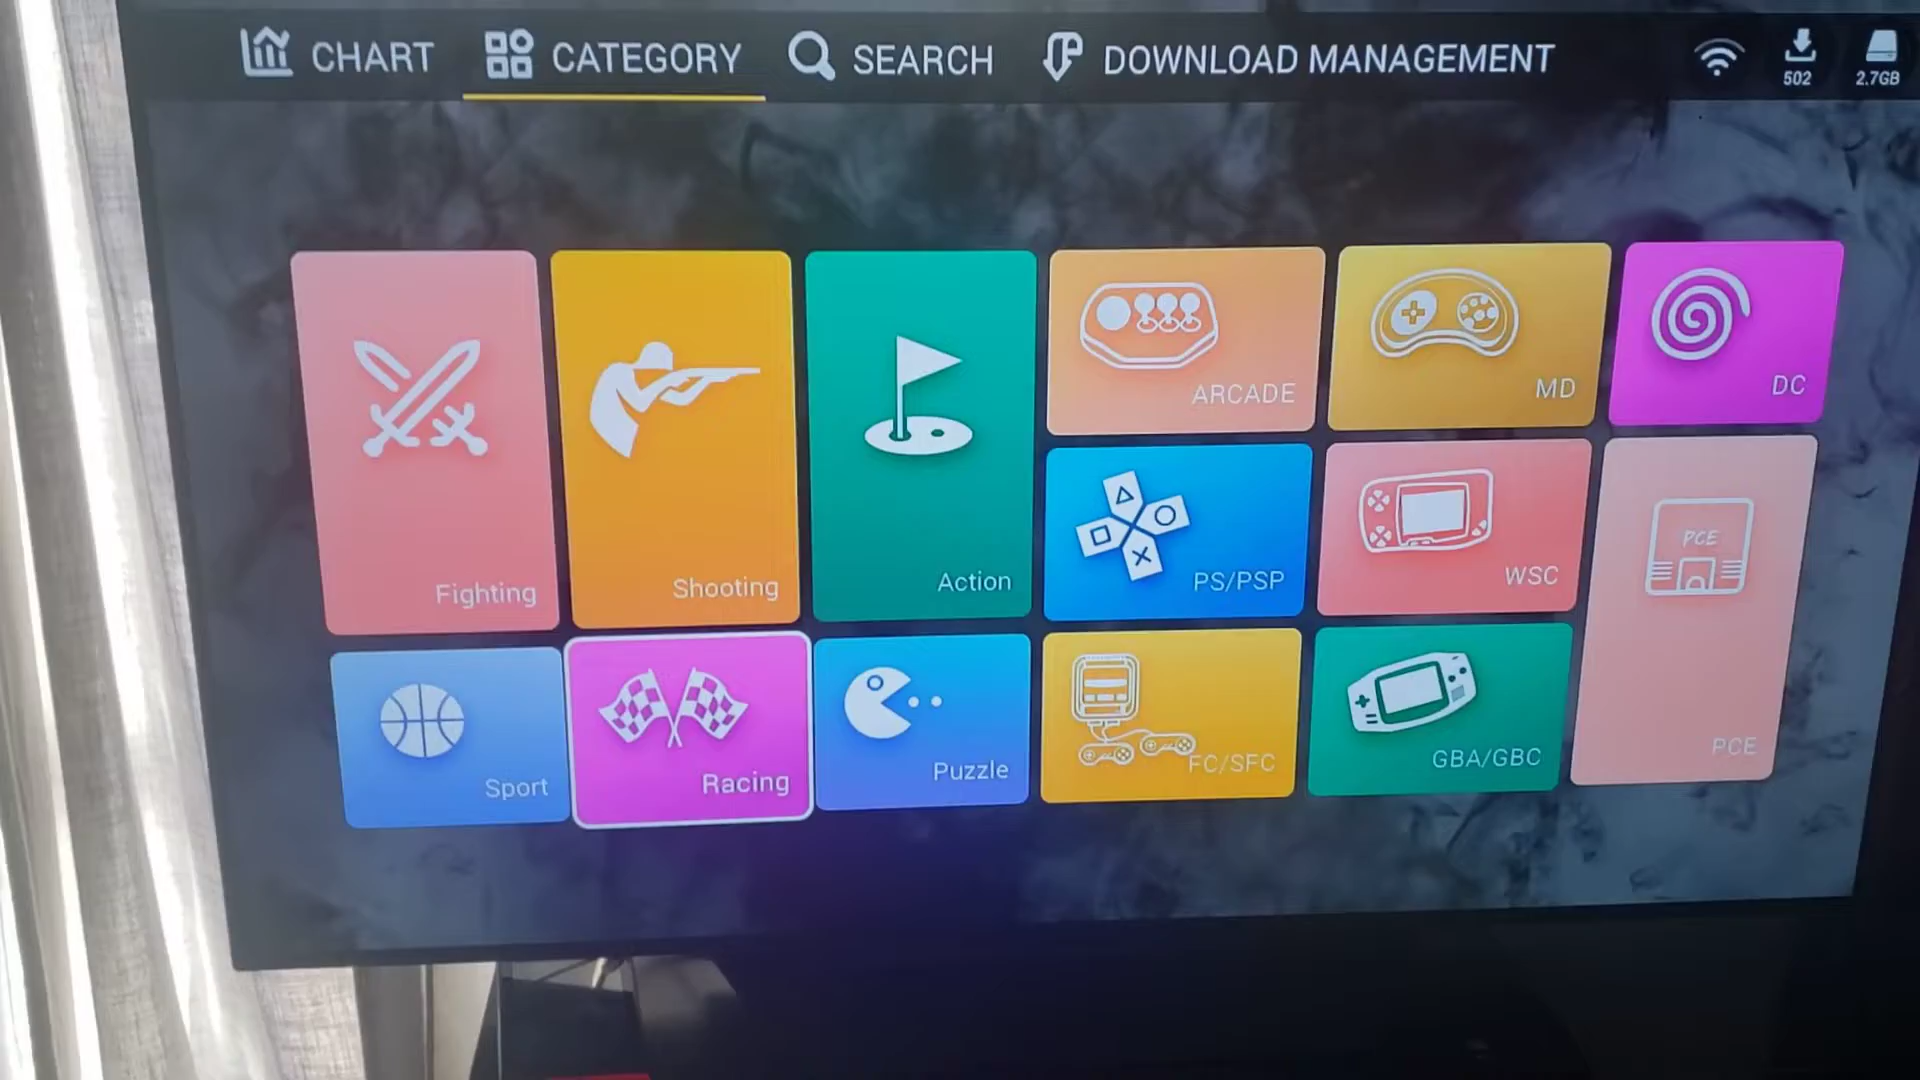 CHART
CATEGORY
SEARCH
DOWNLOAD MANAGEMENT
502
2.7GB
Fighting
Shooting
Action
ARCADE
MD
DC
PS/PSP
WSC
PCE
PCE
Sport
Racing
Puzzle
FC/SFC
GBA/GBC